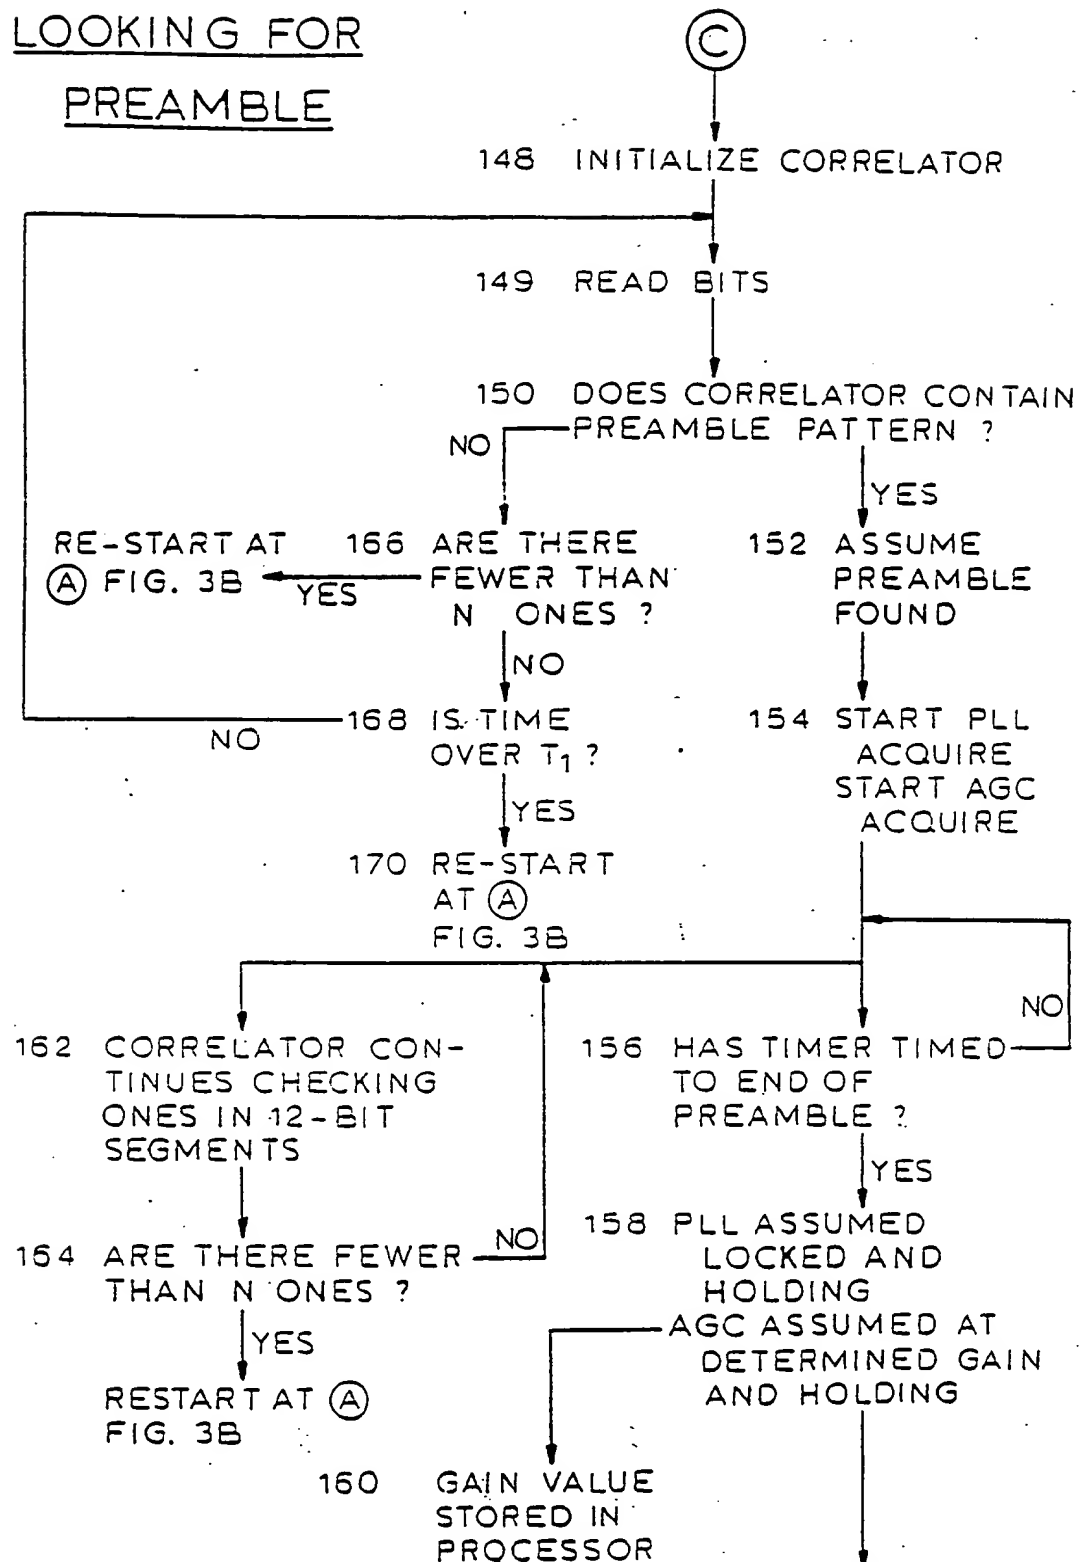 LOOKING FOR
PREAMBLE
C
148 INITIALIZE CORRELATOR
149 READ BITS
150 DOES CORRELATOR CONTAIN
PREAMBLE PATTERN ?
NO
YES
RE-START AT
A FIG. 3B
YES
166 ARE THERE
FEWER THAN
N ONES ?
NO
152 ASSUME
PREAMBLE
FOUND
168 IS TIME
OVER T1 ?
NO
YES
154 START PLL
ACQUIRE
START AGC
ACQUIRE
170 RE-START
AT A
FIG. 3B
162 CORRELATOR CON-
TINUES CHECKING
ONES IN 12-BIT
SEGMENTS
156 HAS TIMER TIMED
TO END OF
PREAMBLE ?
NO
YES
164 ARE THERE FEWER
THAN N ONES ?
NO
YES
RESTART AT A
FIG. 3B
158 PLL ASSUMED
LOCKED AND
HOLDING
AGC ASSUMED AT
DETERMINED GAIN
AND HOLDING
160 GAIN VALUE
STORED IN
PROCESSOR